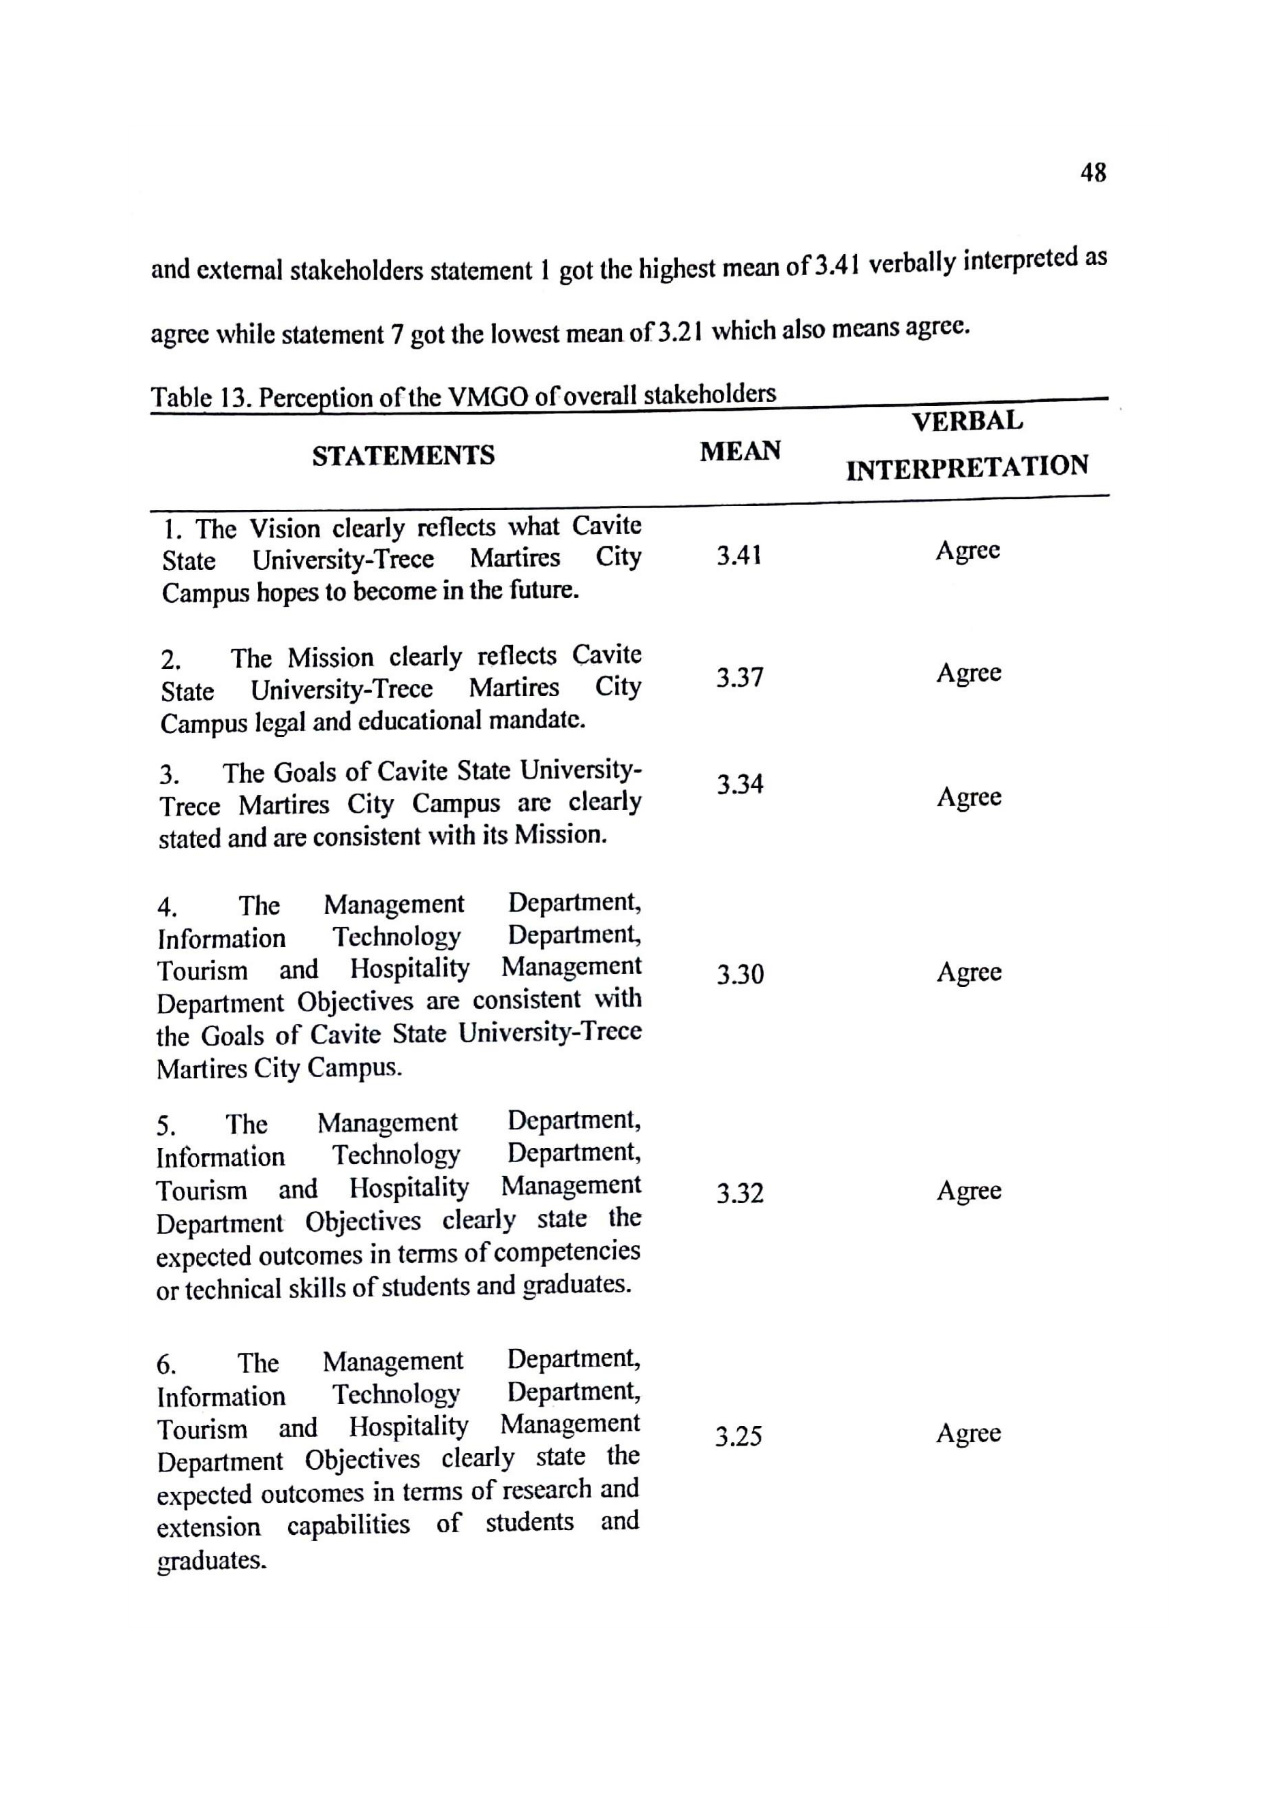 48
and external stakeholders statement 1 got the highest mean of 3.41 verbally interpreted as
agree while statement 7 got the lowest mean of 3.21 which also means agree.
Table 13. Perception of the VMGO of overall stakeholders
STATEMENTS MEAN VERBAL
INTERPRETATION
1. The Vision clearly reflects what Cavite
State University-Trece Martires City 3.41 Agree
Campus hopes to become in the future.
2. The Mission clearly reflects Cavite
State University-Trece Martires City 3.37 Agree
Campus legal and educational mandate.
3. The Goals of Cavite State University-
Trece Martires City Campus are clearly 3.34 Agree
stated and are consistent with its Mission.
4. The Management Department,
Information Technology Department,
Tourism and Hospitality Management 3.30 Agree
Department Objectives are consistent with
the Goals of Cavite State University-Trece
Martires City Campus.
5. The Management Department,
Information Technology Department,
Tourism and Hospitality Management 3.32 Agree
Department Objectives clearly state the
expected outcomes in terms of competencies
or technical skills of students and graduates.
6. The Management Department,
Information Technology Department,
Tourism and Hospitality Management 3.25 Agree
Department Objectives clearly state the
expected outcomes in terms of research and
extension capabilities of students and
graduates.